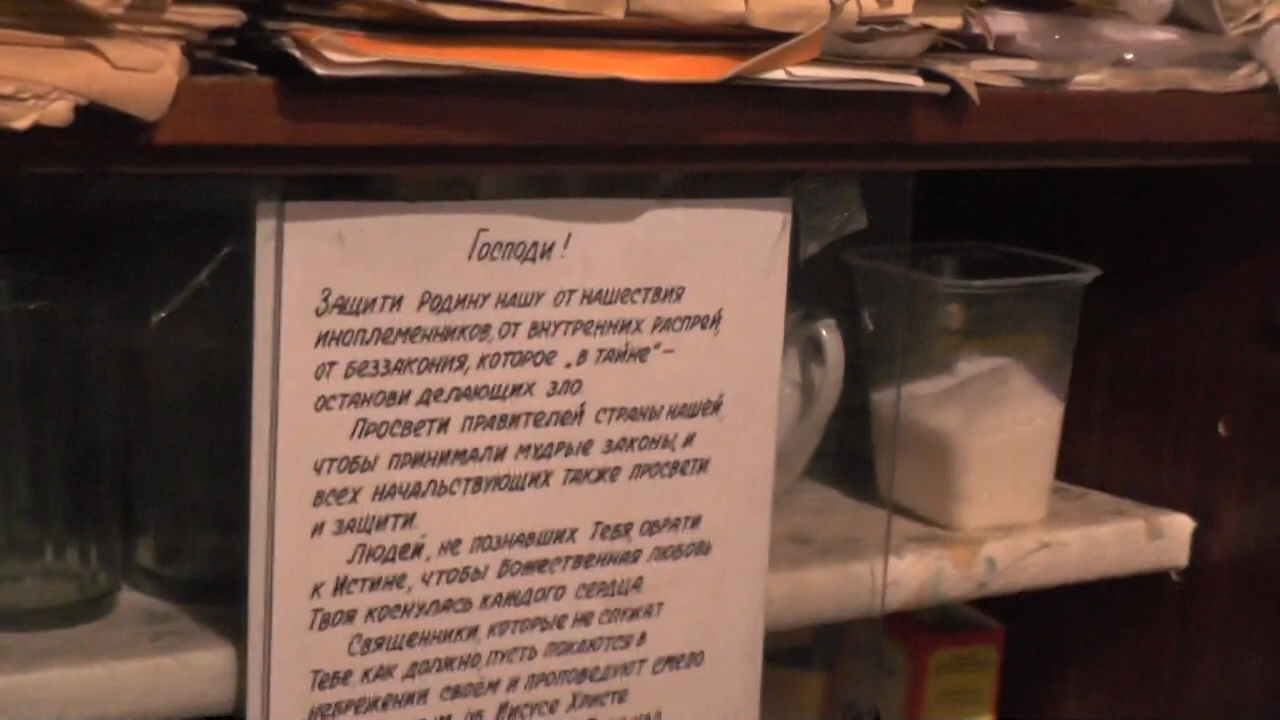 Господи!
Защити Родину нашу от нашествия
иноплеменников, от внутренних распрей,
от беззакония, которое „в тайне" –
останови делающих зло.
Просвети правителей страны нашей,
чтобы принимали мудрые законы, и
всех начальствующих также просвети
и защити.
Людей, не познавших Тебя, обрати
к Истине, чтобы Божественная любовь
Твоя коснулась каждого сердца.
Священники, которые не служат
Тебе как должно, пусть покаются в
небрежении своём и проповедуют смело
Иисусе Христе